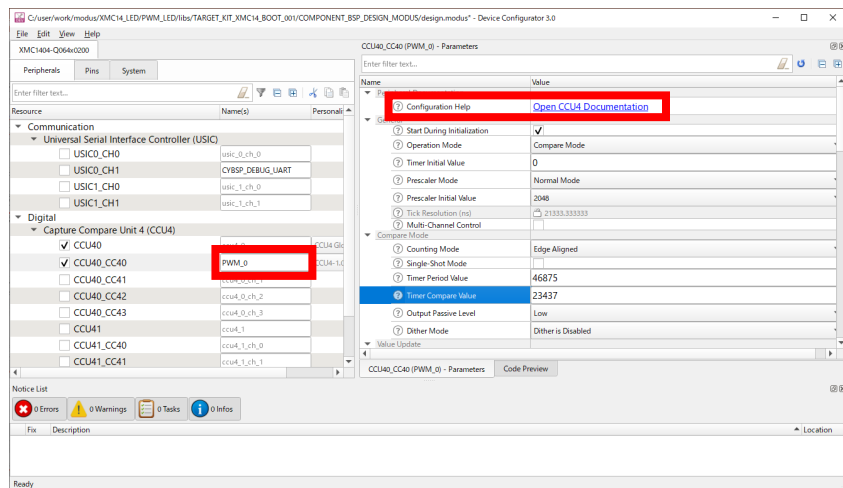 C:/user/work/modus/XMC14_LED/PWM_LED/libs/TARGET_KIT_XMC14_BOOT_001/COMPONENT_BSP_DESIGN_MODUS/design.modus* - Device Configurator 3.0
File Edit View Help
XMC1404-Q064x0200
Peripherals Pins System
Enter filter text...
Resource Name(s) Personali
Communication
Universal Serial Interface Controller (USIC)
USIC0_CH0 usic_0_ch_0
USIC0_CH1 CYBSP_DEBUG_UART
USIC1_CH0 usic_1_ch_0
USIC1_CH1 usic_1_ch_1
Digital
Capture Compare Unit 4 (CCU4)
CCU40 CCU4 Glo
CCU40_CC40 PWM_0 CCU4-1.0
CCU40_CC41
CCU40_CC42 ccu4_0_ch_2
CCU40_CC43 ccu4_0_ch_3
CCU41 ccu4_1
CCU41_CC40 ccu4_1_ch_0
CCU41_CC41 ccu4_1_ch_1
CCU40_CC40 (PWM_0) - Parameters
Enter filter text...
Name Value
Configuration Help Open CCU4 Documentation
Start During Initialization
Operation Mode Compare Mode
Timer Initial Value 0
Prescaler Mode Normal Mode
Prescaler Initial Value 2048
Tick Resolution (ns) 21333.333333
Multi-Channel Control
Compare Mode
Counting Mode Edge Aligned
Single-Shot Mode
Timer Period Value 46875
Timer Compare Value 23437
Output Passive Level Low
Dither Mode Dither is Disabled
Value Update
CCU40_CC40 (PWM_0) - Parameters Code Preview
Notice List
0 Errors 0 Warnings 0 Tasks 0 Infos
Fix Description Location
Ready